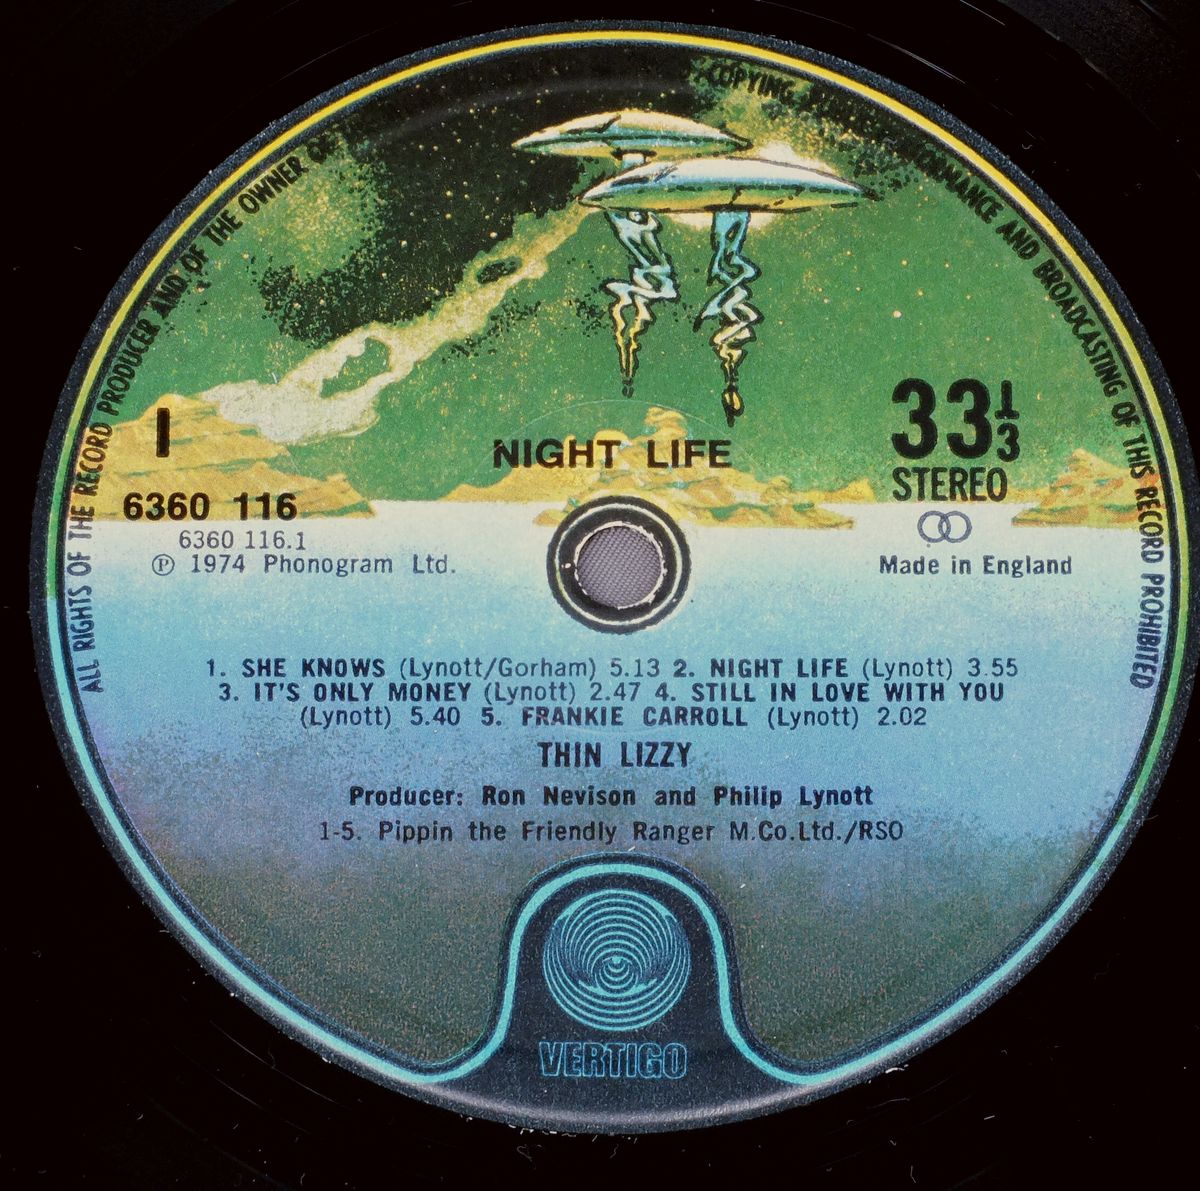 ALL RIGHTS OF THE RECORD PRODUCER AND OF THE OWNER OF
COPYING, PERFORMANCE AND BROADCASTING OF THIS RECORD PROHIBITED
NIGHT LIFE
1
6360 116
6360 116.1
℗ 1974 Phonogram Ltd.
33 1/3
STEREO
Made in England
1. SHE KNOWS (Lynott/Gorham) 5.13 2. NIGHT LIFE (Lynott) 3.55
3. IT'S ONLY MONEY (Lynott) 2.47 4. STILL IN LOVE WITH YOU
(Lynott) 5.40 5. FRANKIE CARROLL (Lynott) 2.02
THIN LIZZY
Producer: Ron Nevison and Philip Lynott
1-5. Pippin the Friendly Ranger M.Co.Ltd./RSO
VERTIGO